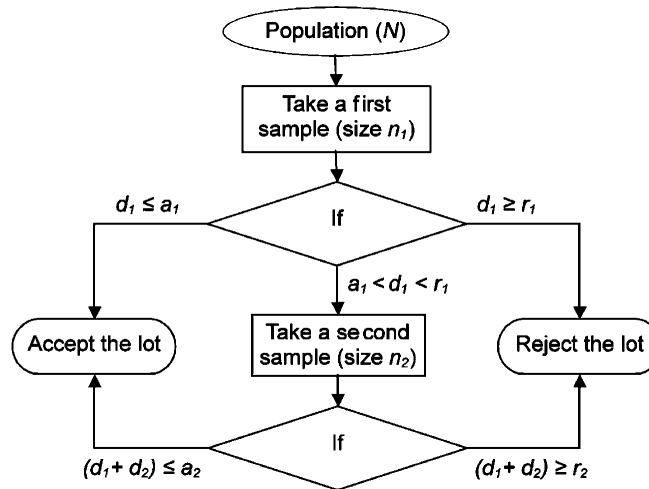 Population (N)
Take a first
sample (size n₁)
d₁ ≤ a₁
If
d₁ ≥ r₁
a₁ < d₁ < r₁
Accept the lot
Take a second
sample (size n₂)
Reject the lot
If
(d₁ + d₂) ≤ a₂
(d₁ + d₂) ≥ r₂